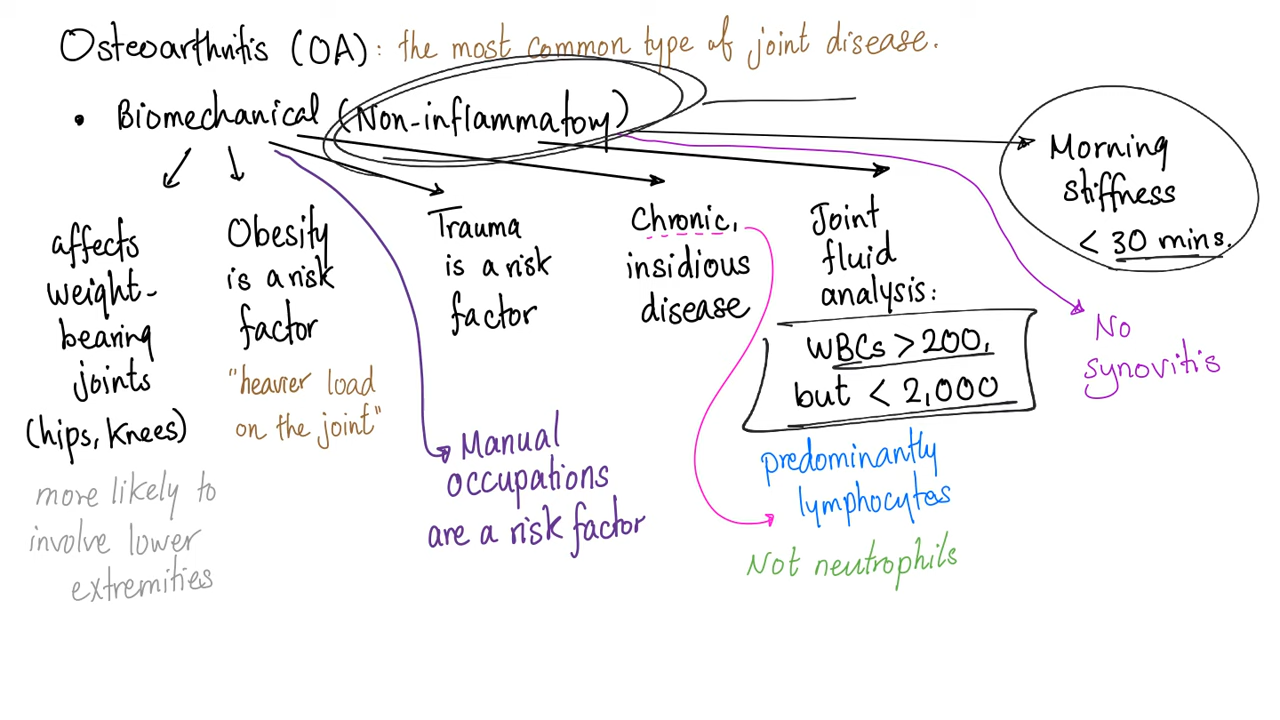 Osteoarthritis (OA): the most common type of joint disease.
• Biomechanical (Non-inflammatory)
affects
weight-
bearing
joints
(hips, knees)
more likely to
involve lower
extremities
Obesity
is a risk
factor
"heavier load
on the joint"
Trauma
is a risk
factor
Manual
occupations
are a risk factor
Chronic,
insidious
disease
Joint
fluid
analysis:
WBCs > 200,
but < 2,000
predominantly
lymphocytes
Not neutrophils
Morning
stiffness
< 30 mins.
No
synovitis